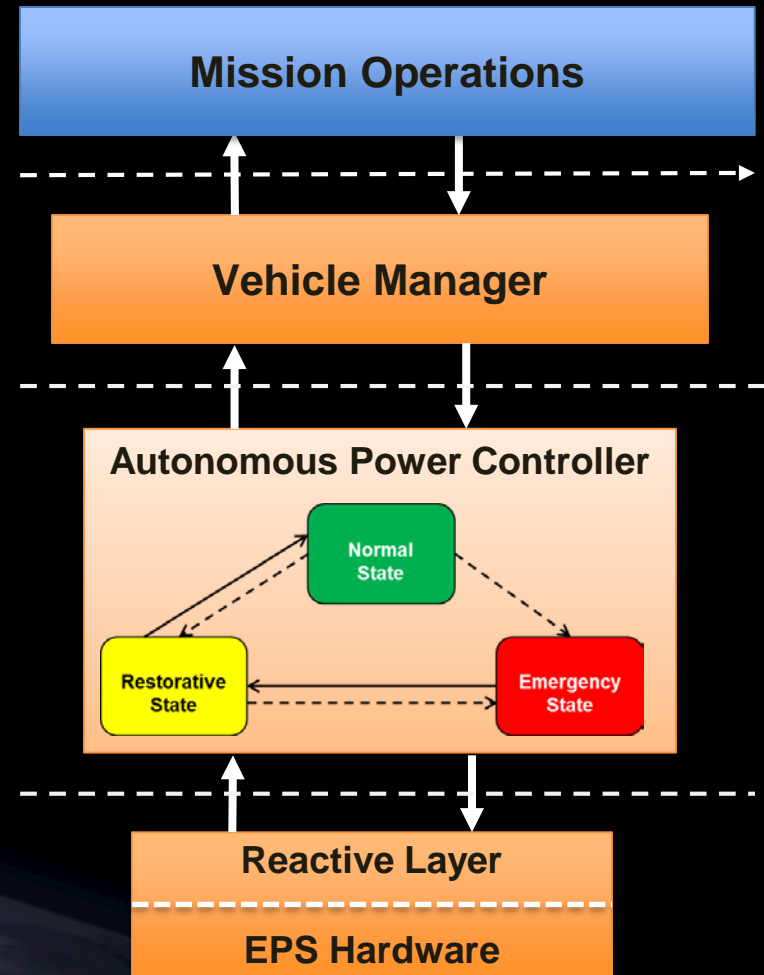 Mission Operations
Vehicle Manager
Autonomous Power Controller
Normal
State
Restorative
State
Emergency
State
Reactive Layer
EPS Hardware